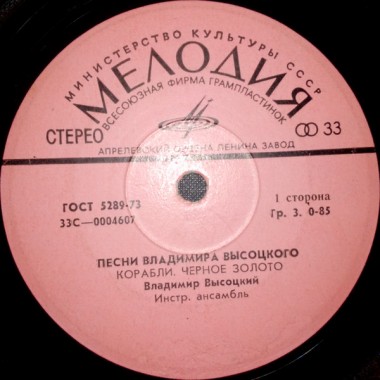 МИНИСТЕРСТВО КУЛЬТУРЫ СССР
МЕЛОДИЯ
ВСЕСОЮЗНАЯ ФИРМА ГРАМПЛАСТИНОК
СТЕРЕО
33
АПРЕЛЕВСКИЙ ОРДЕНА ЛЕНИНА ЗАВОД
ГОСТ 5289-73
33С—0004607
1 сторона
Гр. 3. 0-85
ПЕСНИ ВЛАДИМИРА ВЫСОЦКОГО
КОРАБЛИ. ЧЕРНОЕ ЗОЛОТО
Владимир Высоцкий
Инстр. ансамбль